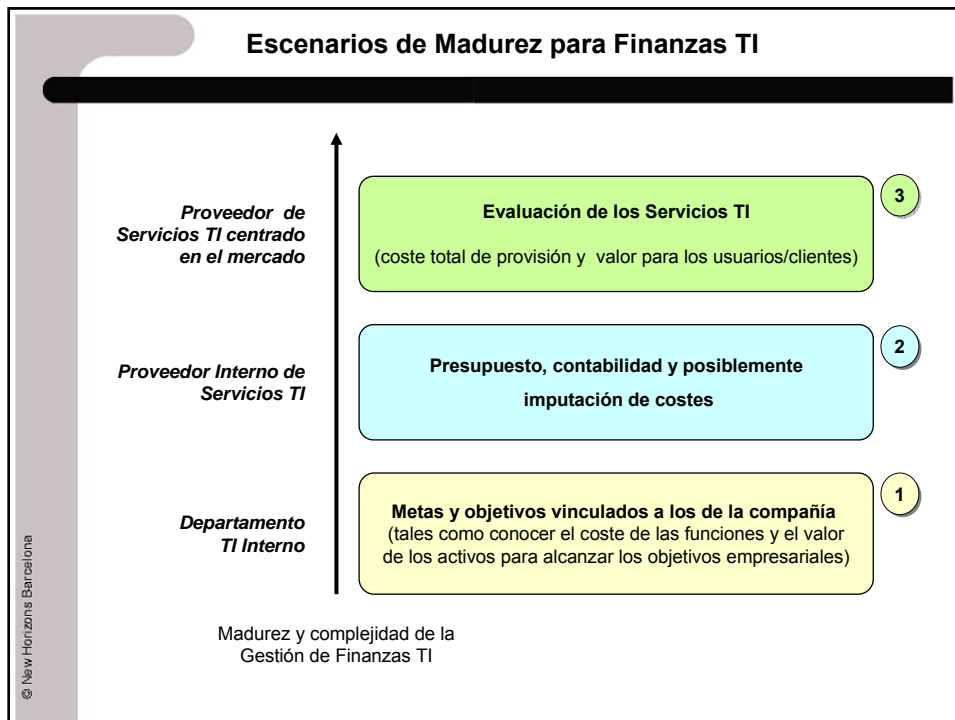 Escenarios de Madurez para Finanzas TI
Proveedor de
Servicios TI centrado
en el mercado
Evaluación de los Servicios TI
(coste total de provisión y valor para los usuarios/clientes)
3
Proveedor Interno de
Servicios TI
Presupuesto, contabilidad y posiblemente
imputación de costes
2
Departamento
TI Interno
Metas y objetivos vinculados a los de la compañía
(tales como conocer el coste de las funciones y el valor
de los activos para alcanzar los objetivos empresariales)
1
Madurez y complejidad de la
Gestión de Finanzas TI
© New Horizons Barcelona